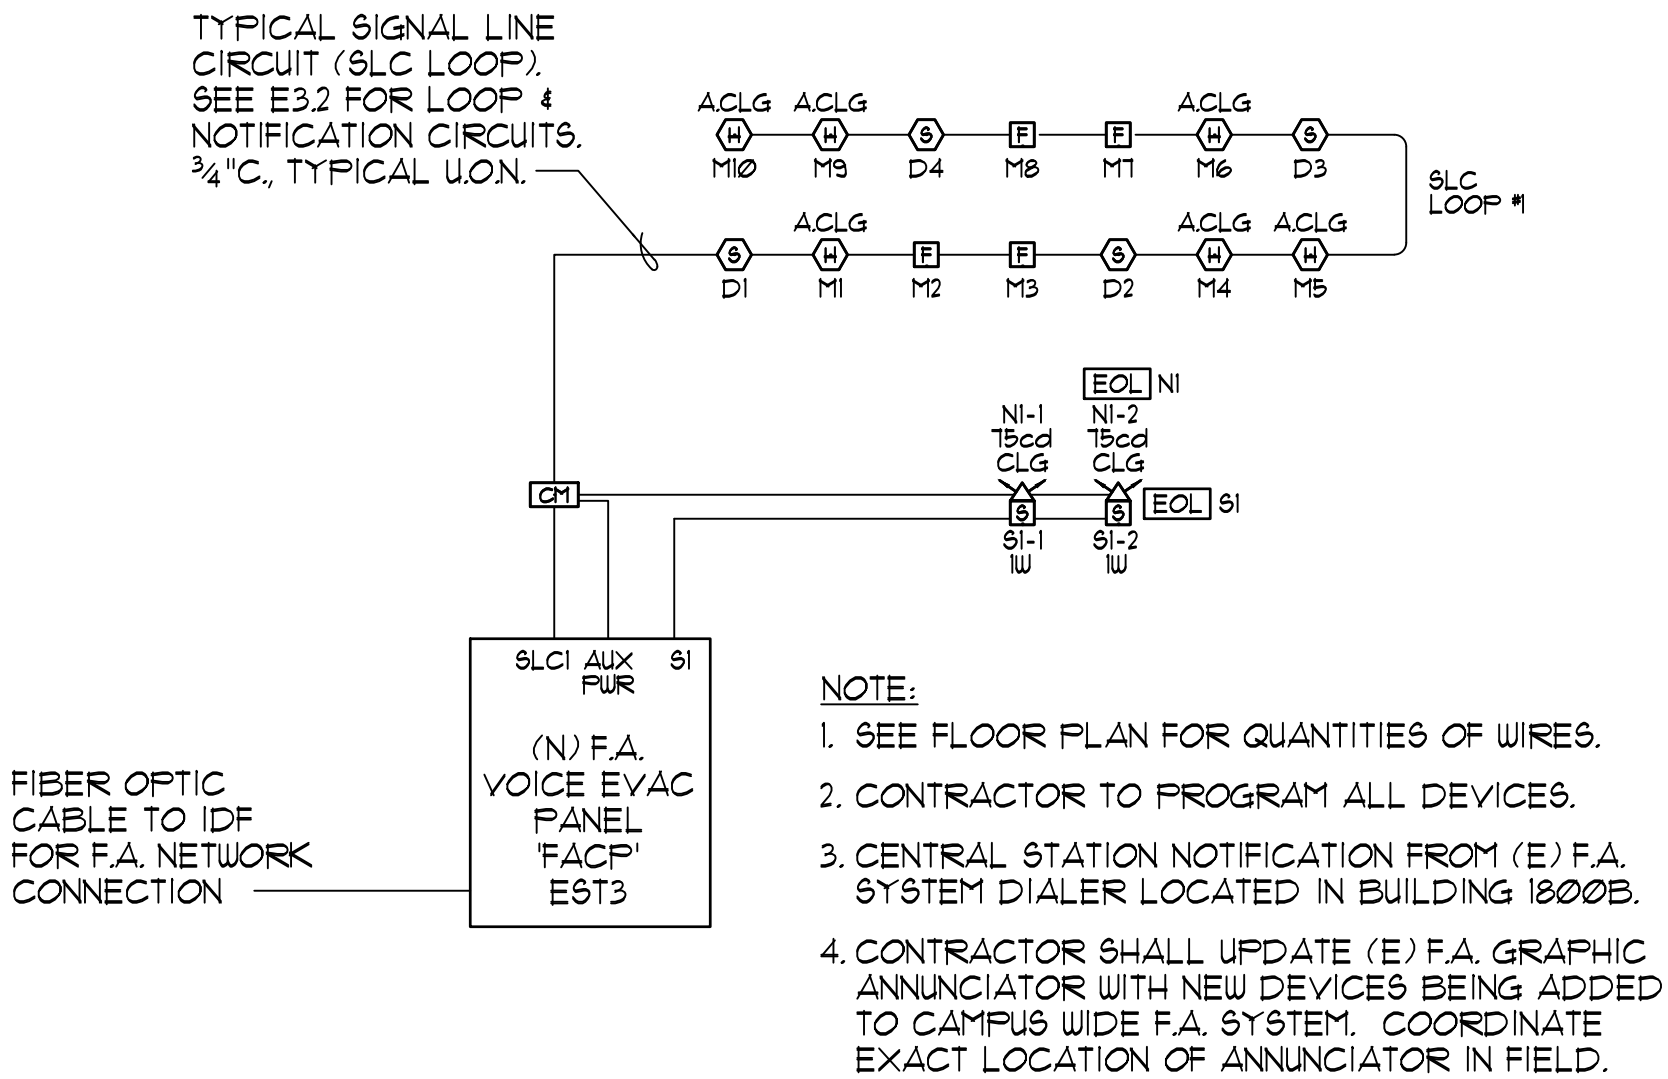 TYPICAL SIGNAL LINE
CIRCUIT (SLC LOOP).
SEE E3.2 FOR LOOP &
NOTIFICATION CIRCUITS.
¾"C., TYPICAL U.O.N.
A.CLG A.CLG A.CLG
H H S F F H S
M10 M9 D4 M8 M7 M6 D3
SLC
LOOP #1
A.CLG A.CLG A.CLG
S H F F S H H
D1 M1 M2 M3 D2 M4 M5
EOL N1
N1-1 N1-2
75cd 75cd
CLG CLG
CM
EOL S1
S S
S1-1 S1-2
1W 1W
SLC1 AUX S1
PWR
(N) F.A.
VOICE EVAC
PANEL
'FACP'
EST3
FIBER OPTIC
CABLE TO IDF
FOR F.A. NETWORK
CONNECTION
NOTE:
1. SEE FLOOR PLAN FOR QUANTITIES OF WIRES.
2. CONTRACTOR TO PROGRAM ALL DEVICES.
3. CENTRAL STATION NOTIFICATION FROM (E) F.A.
SYSTEM DIALER LOCATED IN BUILDING 1800B.
4. CONTRACTOR SHALL UPDATE (E) F.A. GRAPHIC
ANNUNCIATOR WITH NEW DEVICES BEING ADDED
TO CAMPUS WIDE F.A. SYSTEM. COORDINATE
EXACT LOCATION OF ANNUNCIATOR IN FIELD.